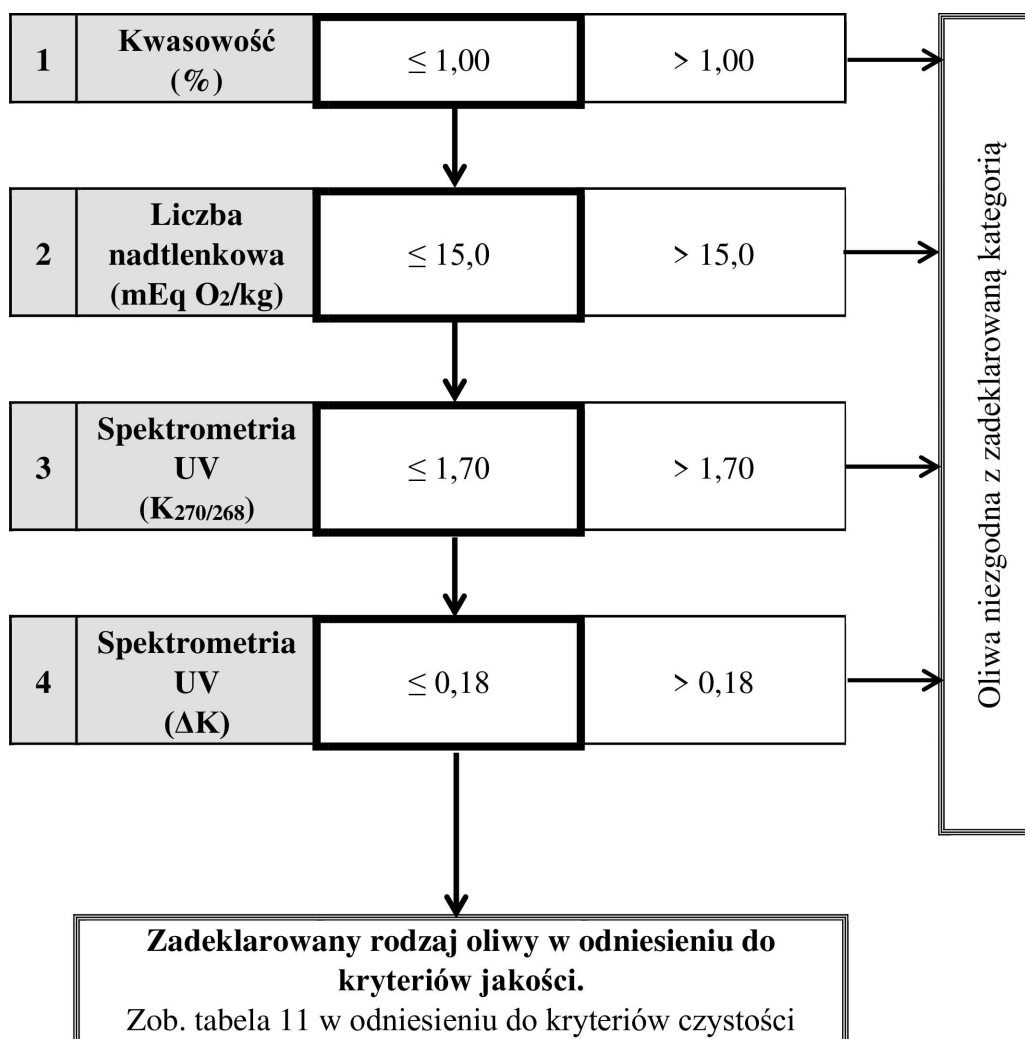 1
Kwasowość
(%)
≤ 1,00
> 1,00
2
Liczba
nadtlenkowa
(mEq O₂/kg)
≤ 15,0
> 15,0
3
Spektrometria
UV
(K₂₇₀/₂₆₈)
≤ 1,70
> 1,70
4
Spektrometria
UV
(ΔK)
≤ 0,18
> 0,18
Oliwa niezgodna z zadeklarowaną kategorią
Zadeklarowany rodzaj oliwy w odniesieniu do
kryteriów jakości.
Zob. tabela 11 w odniesieniu do kryteriów czystości